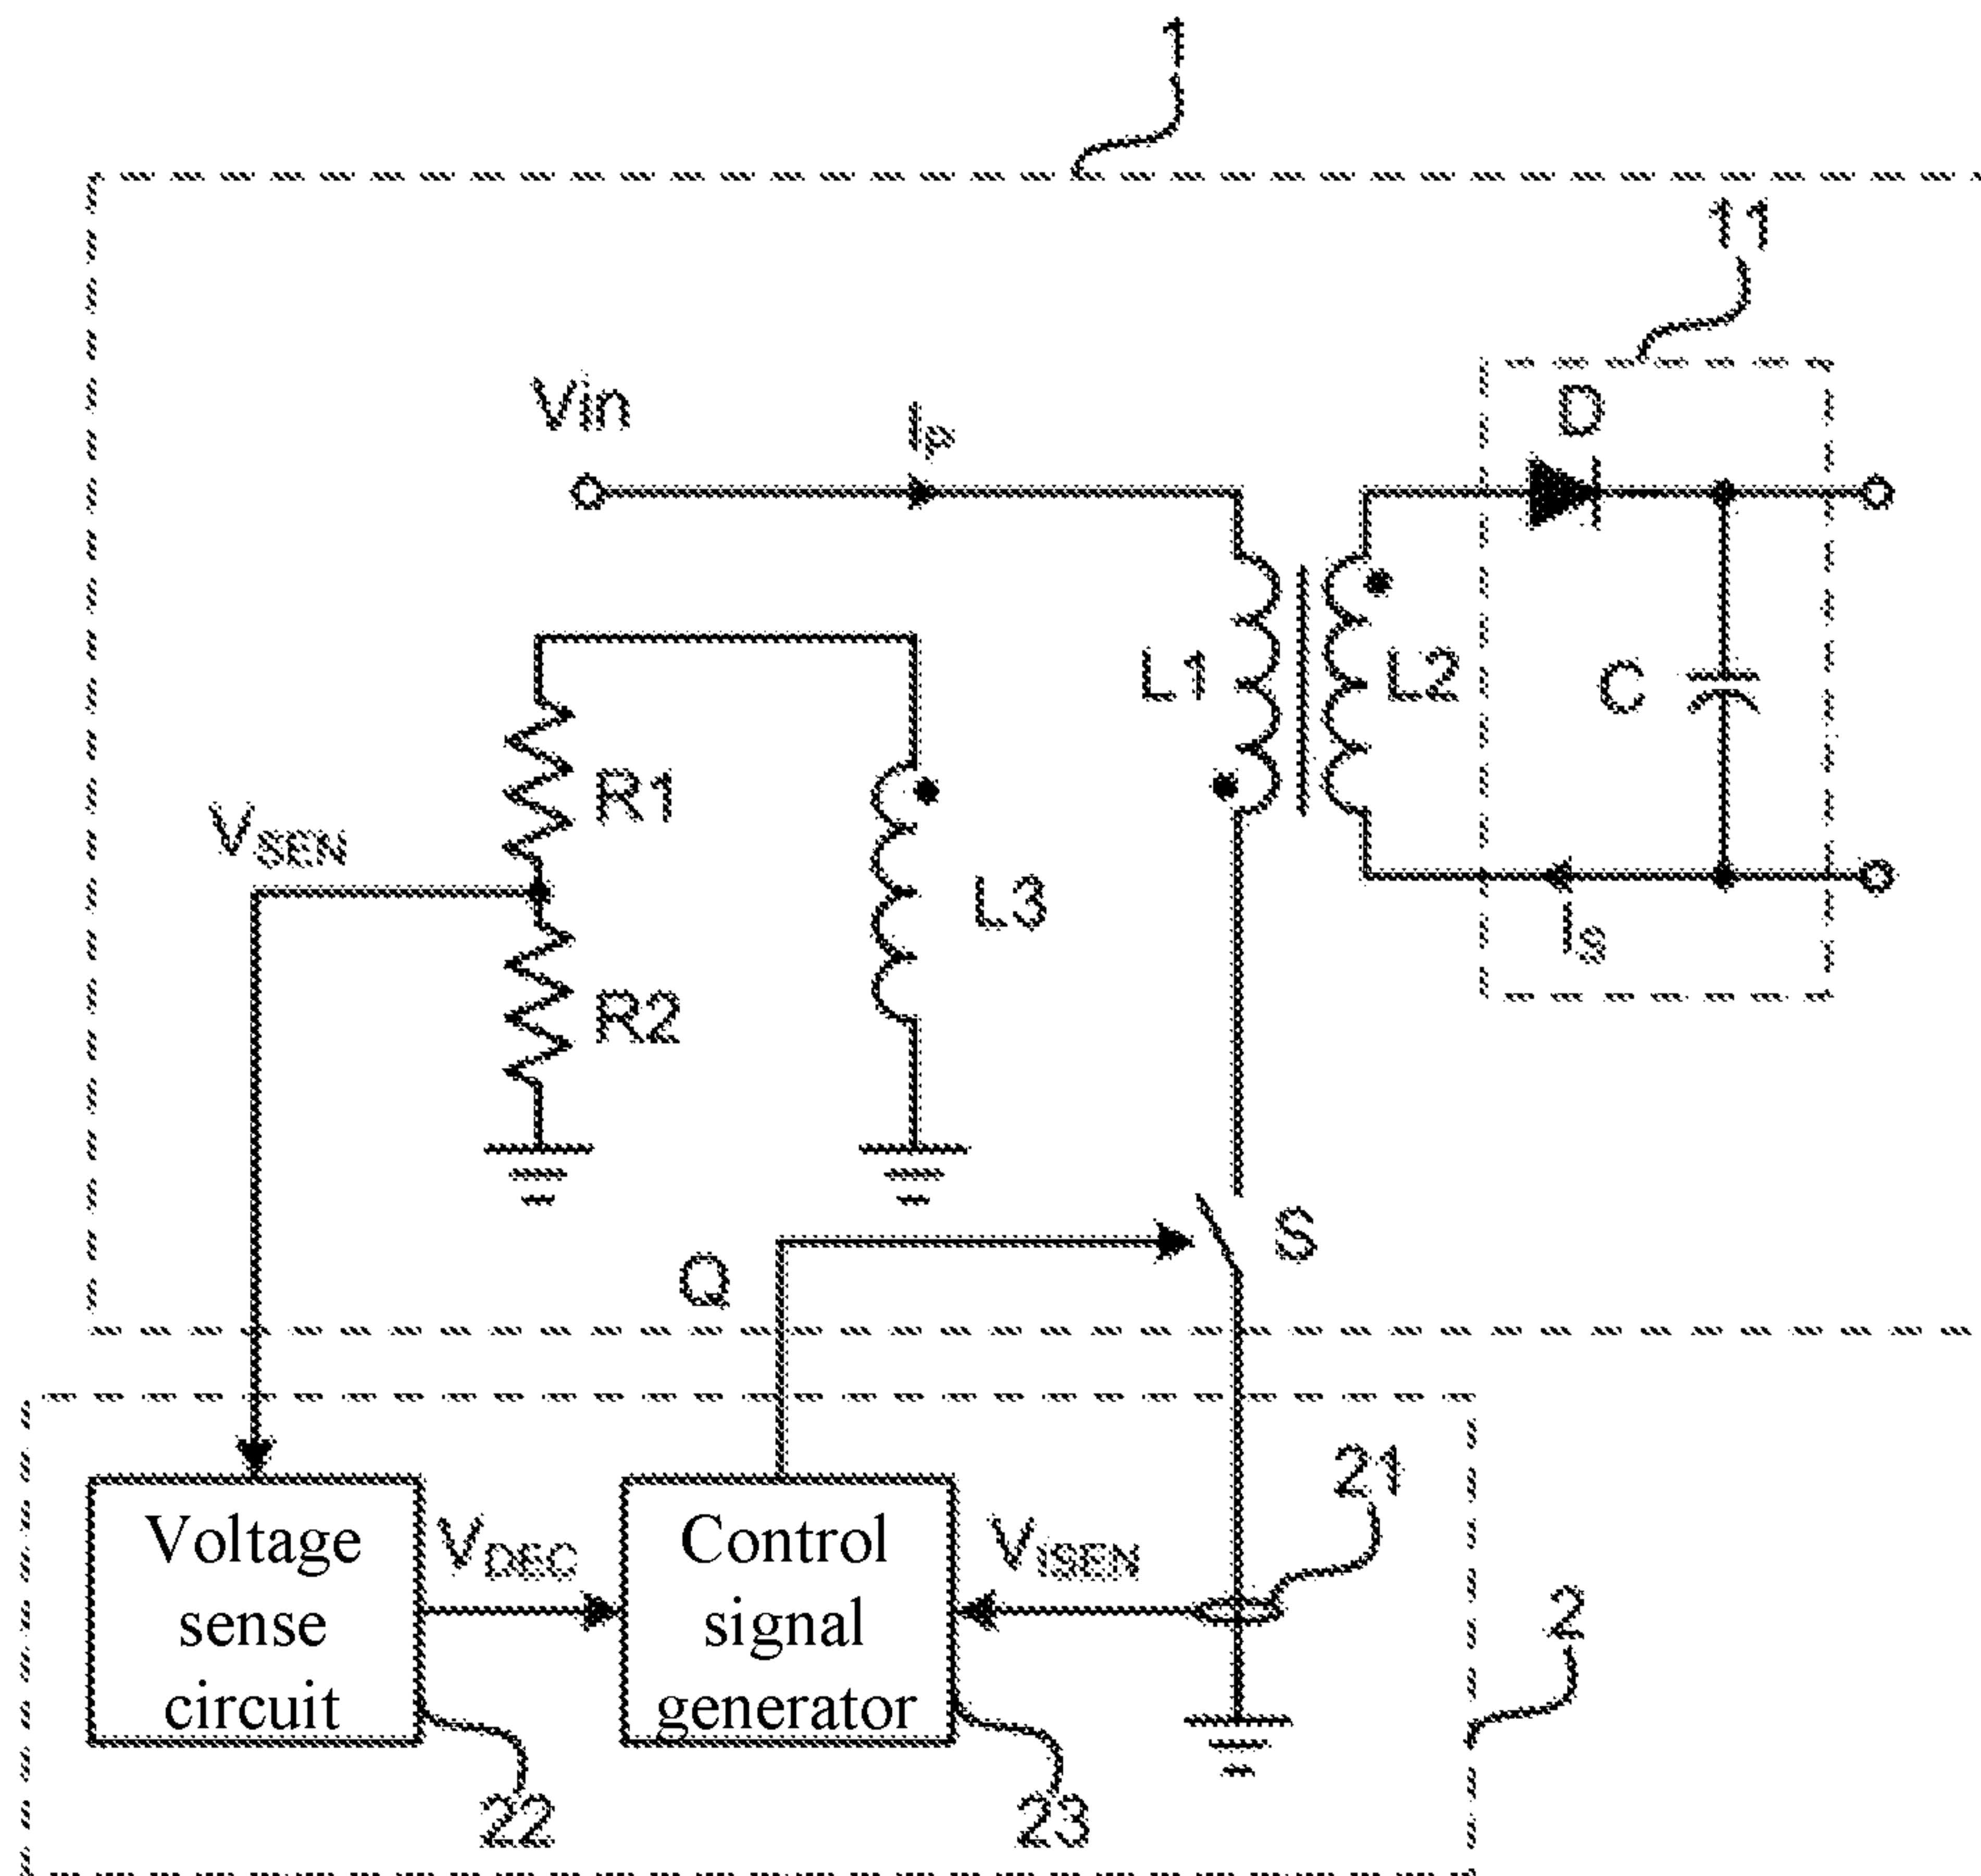 1
11
Vin
Ip
D
L1
L2
C
R1
VSEN
L3
IS
R2
S
Q
21
Voltage
sense
circuit
VDEC
Control
signal
generator
VISEN
2
22
23